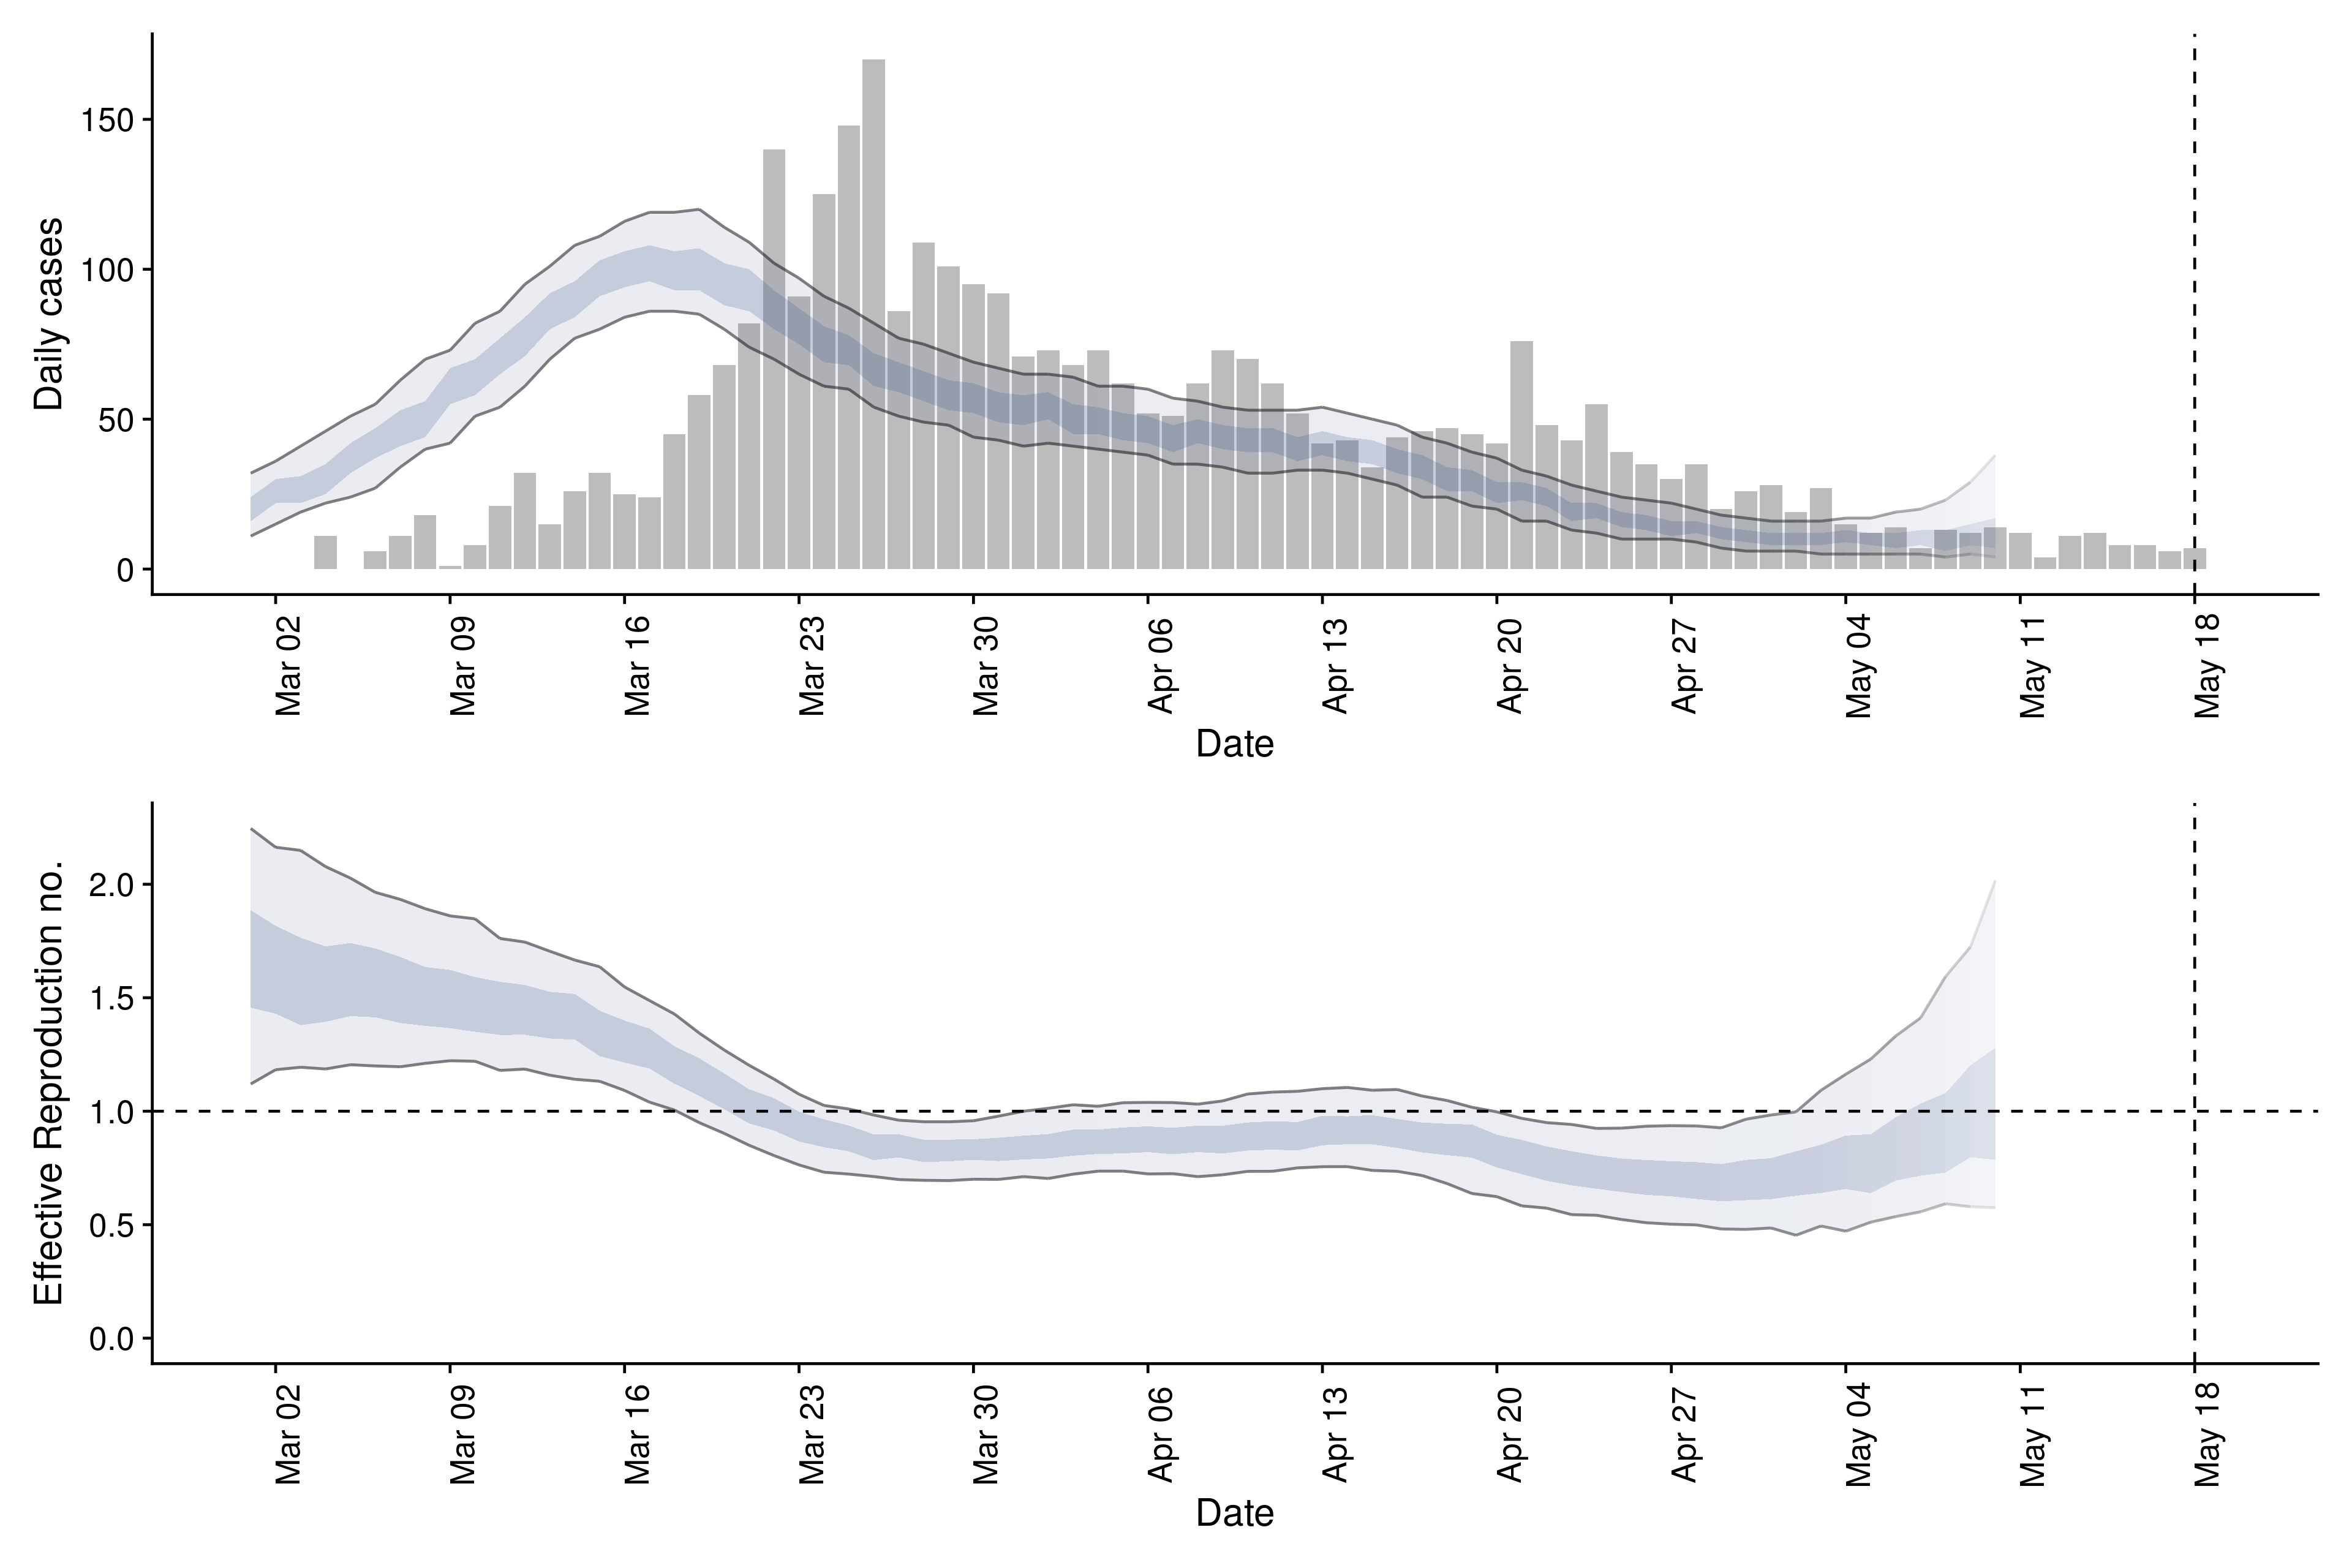 Daily cases
150
100
50
0
Mar 02
Mar 09
Mar 16
Mar 23
Mar 30
Apr 06
Apr 13
Apr 20
Apr 27
May 04
May 11
May 18
Date
Effective Reproduction no.
2.0
1.5
1.0
0.5
0.0
Mar 02
Mar 09
Mar 16
Mar 23
Mar 30
Apr 06
Apr 13
Apr 20
Apr 27
May 04
May 11
May 18
Date